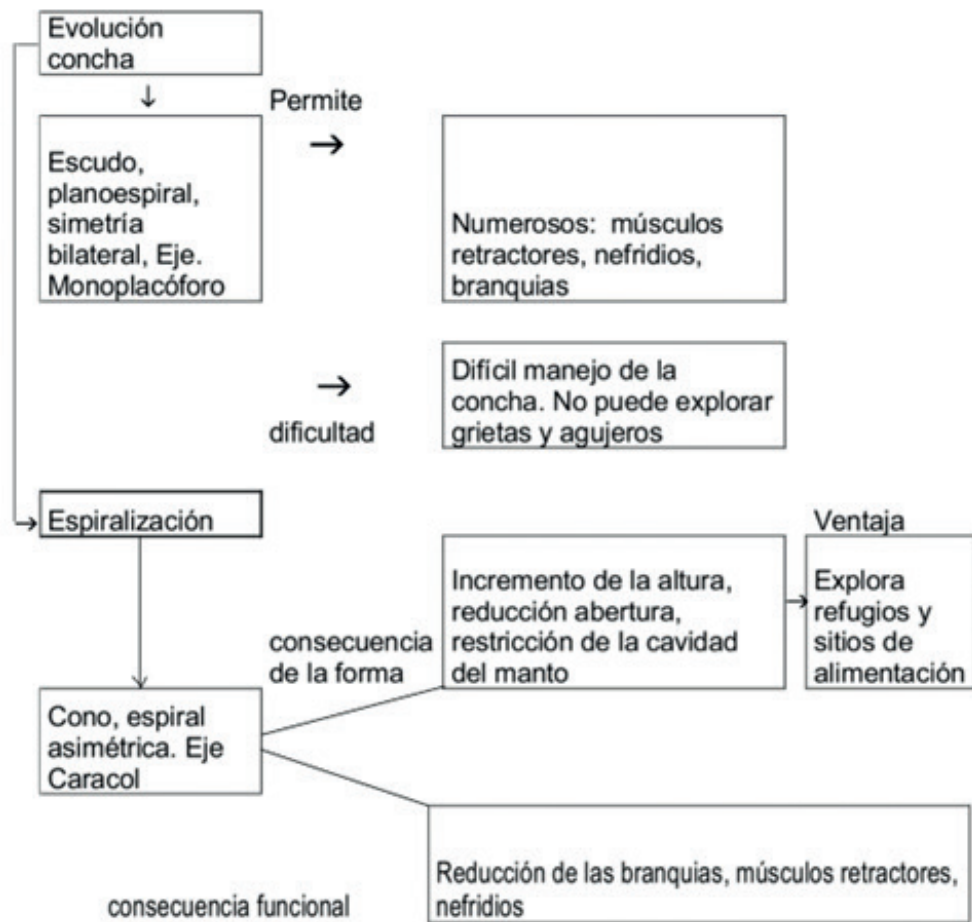 Evolución
concha
Permite
Escudo,
planoespiral,
simetría
bilateral, Eje.
Monoplacóforo
Numerosos: músculos
retractores, nefridios,
branquias
dificultad
Difícil manejo de la
concha. No puede explorar
grietas y agujeros
Espiralización
consecuencia
de la forma
Incremento de la altura,
reducción abertura,
restricción de la cavidad
del manto
Ventaja
Explora
refugios y
sitios de
alimentación
Cono, espiral
asimétrica. Eje
Caracol
consecuencia funcional
Reducción de las branquias, músculos retractores,
nefridios